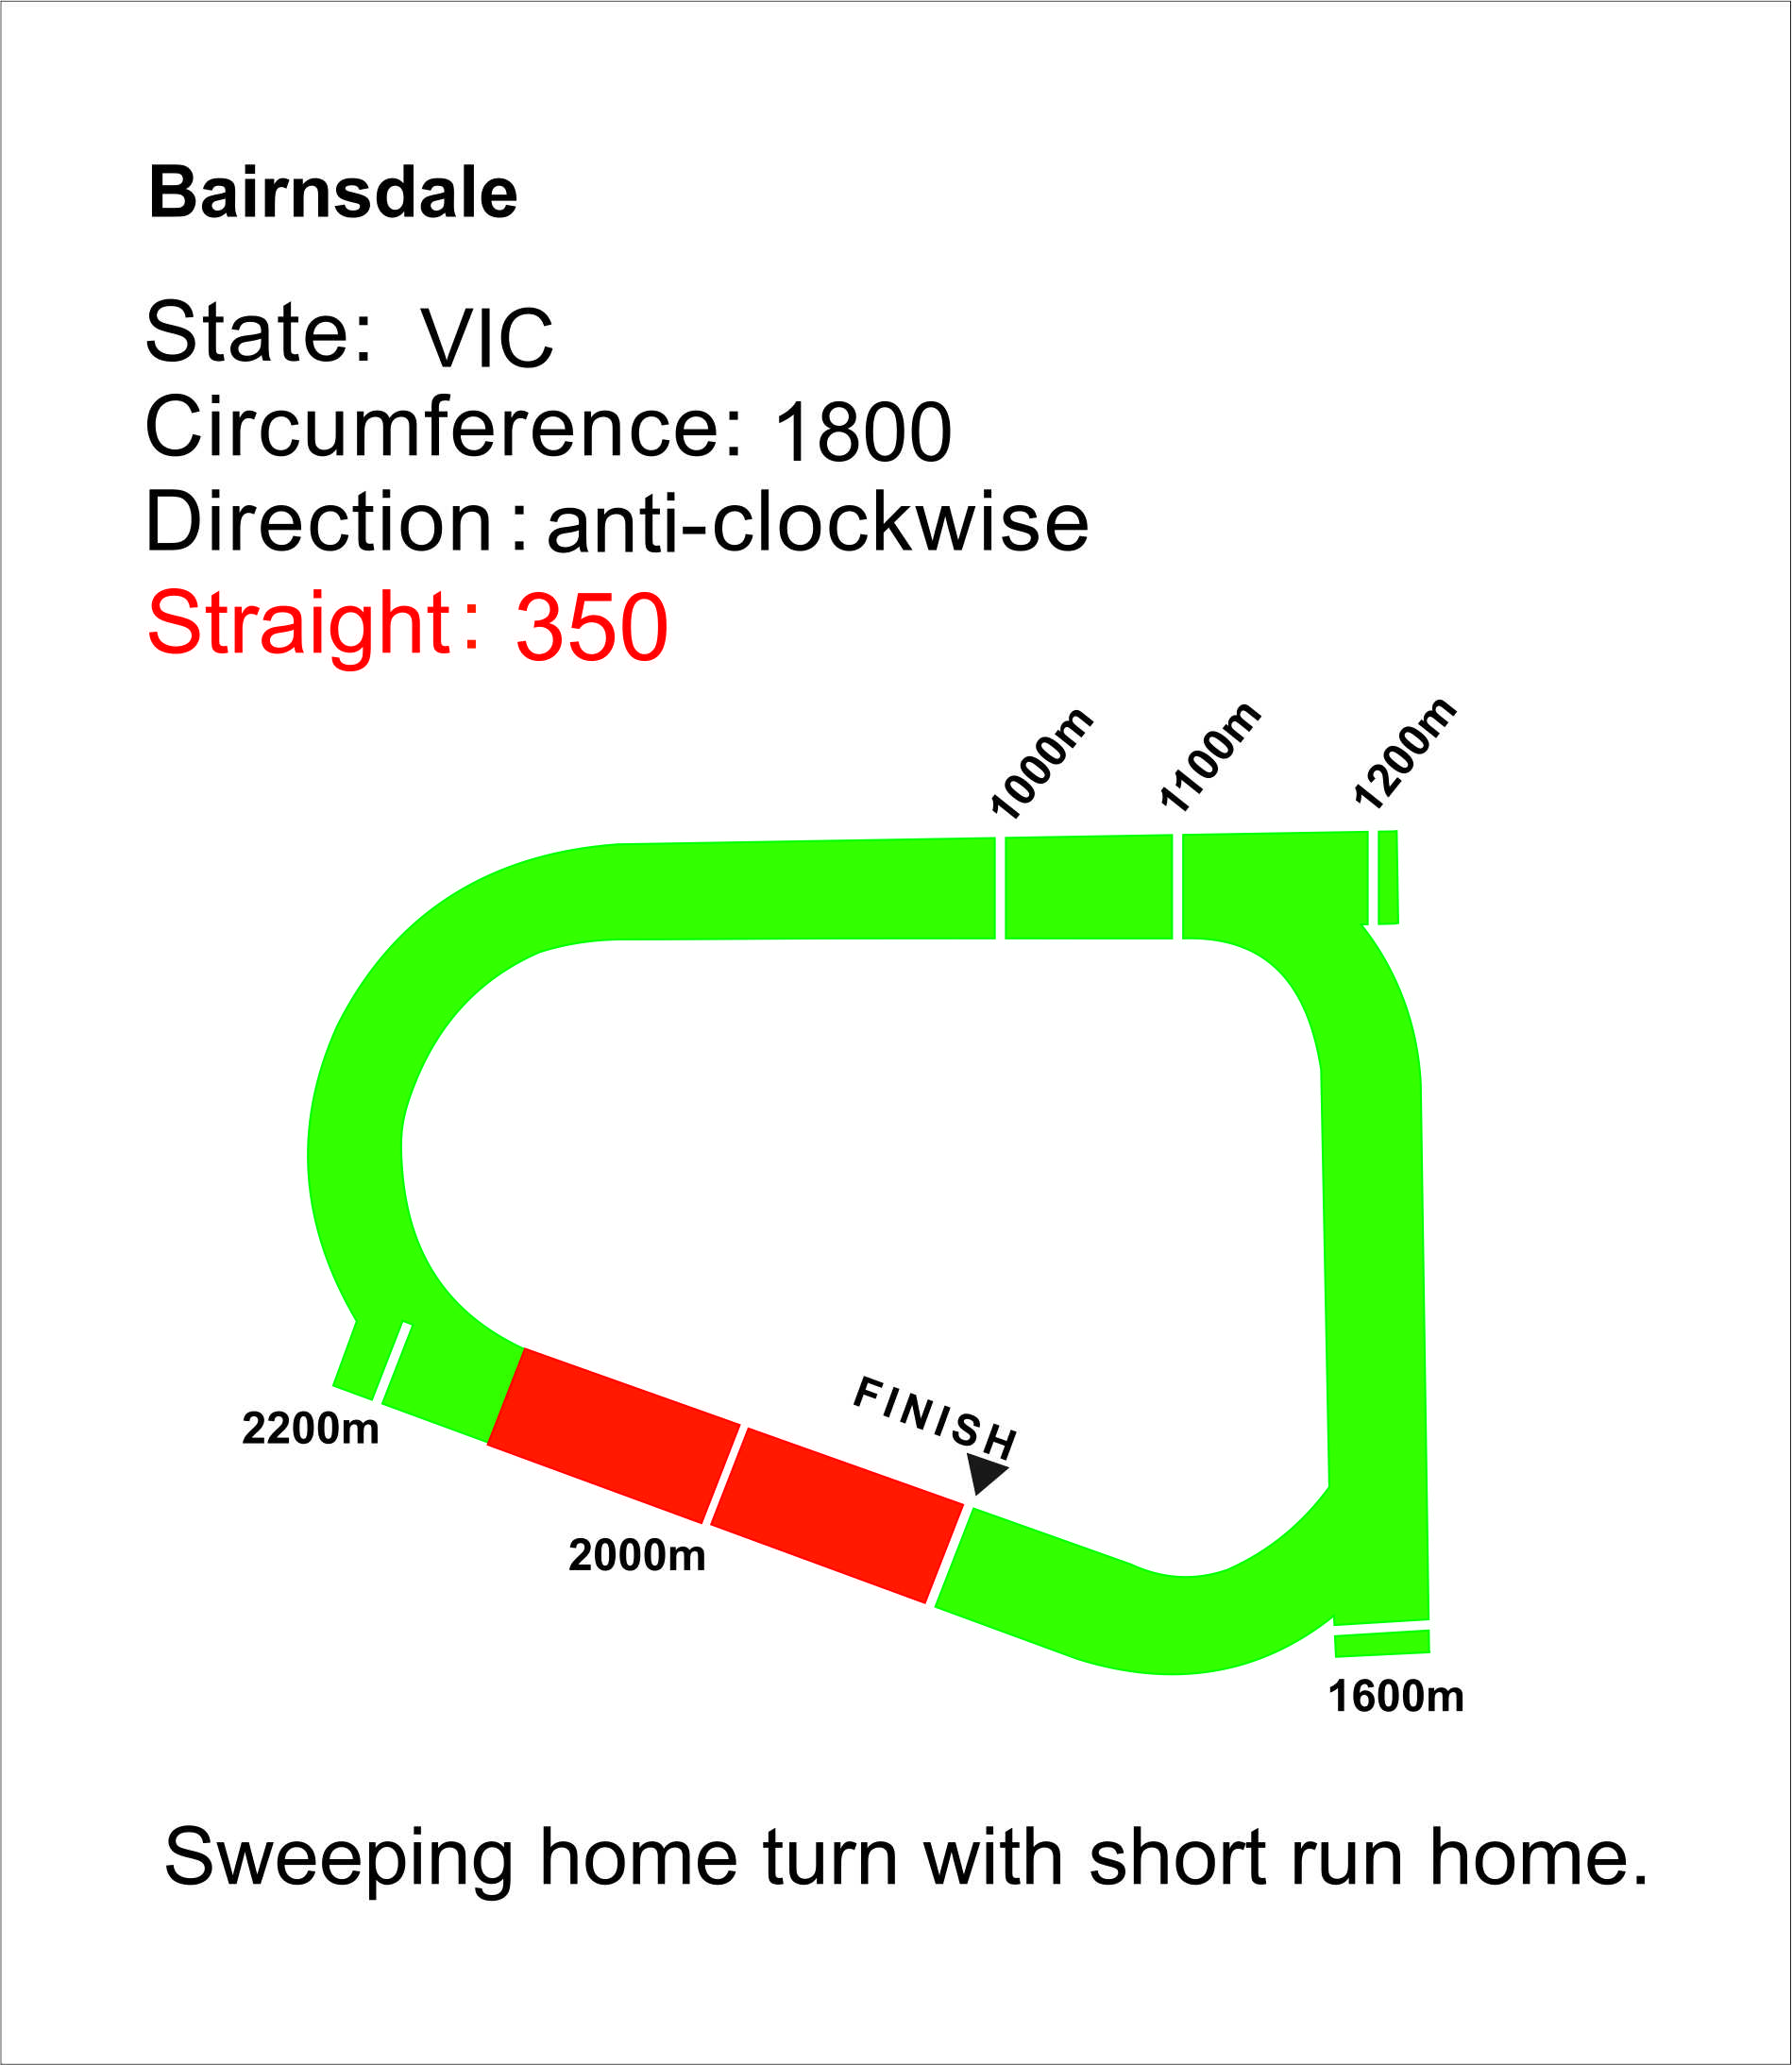 Bairnsdale
State: VIC
Circumference: 1800
Direction : anti-clockwise
Straight: 350
1000m
1100m
1200m
2200m
FINISH
2000m
1600m
Sweeping home turn with short run home.